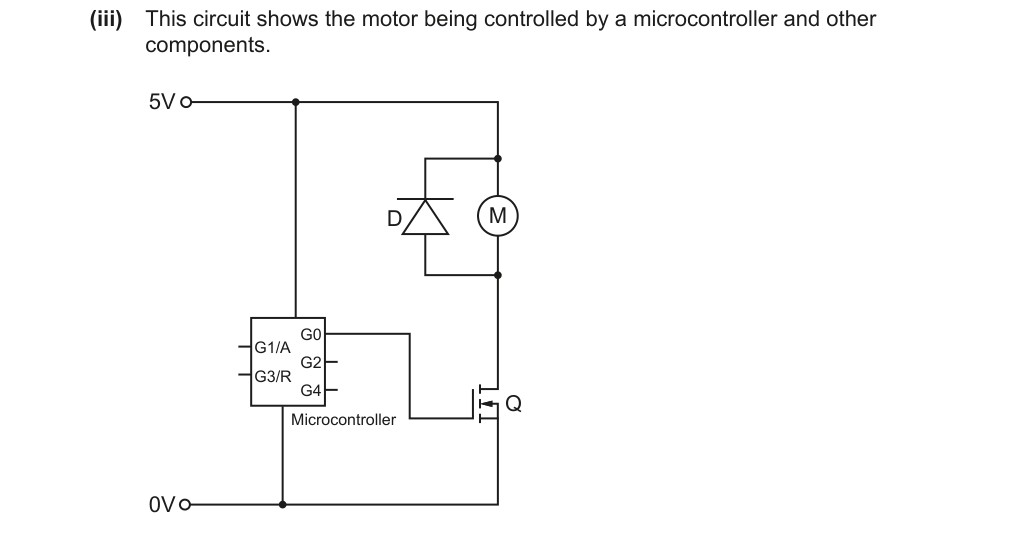 (iii) This circuit shows the motor being controlled by a microcontroller and other
components.
5V
D
M
G0
G1/A
G2
G3/R
G4
Q
Microcontroller
0V